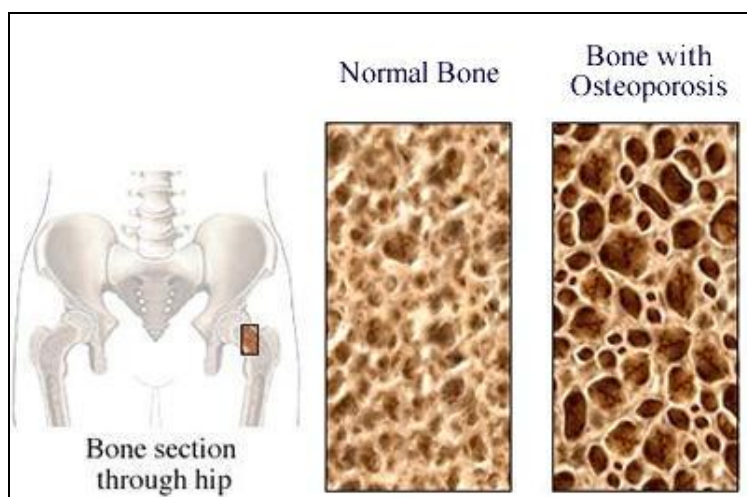 Normal Bone
Bone with
Osteoporosis
Bone section
through hip